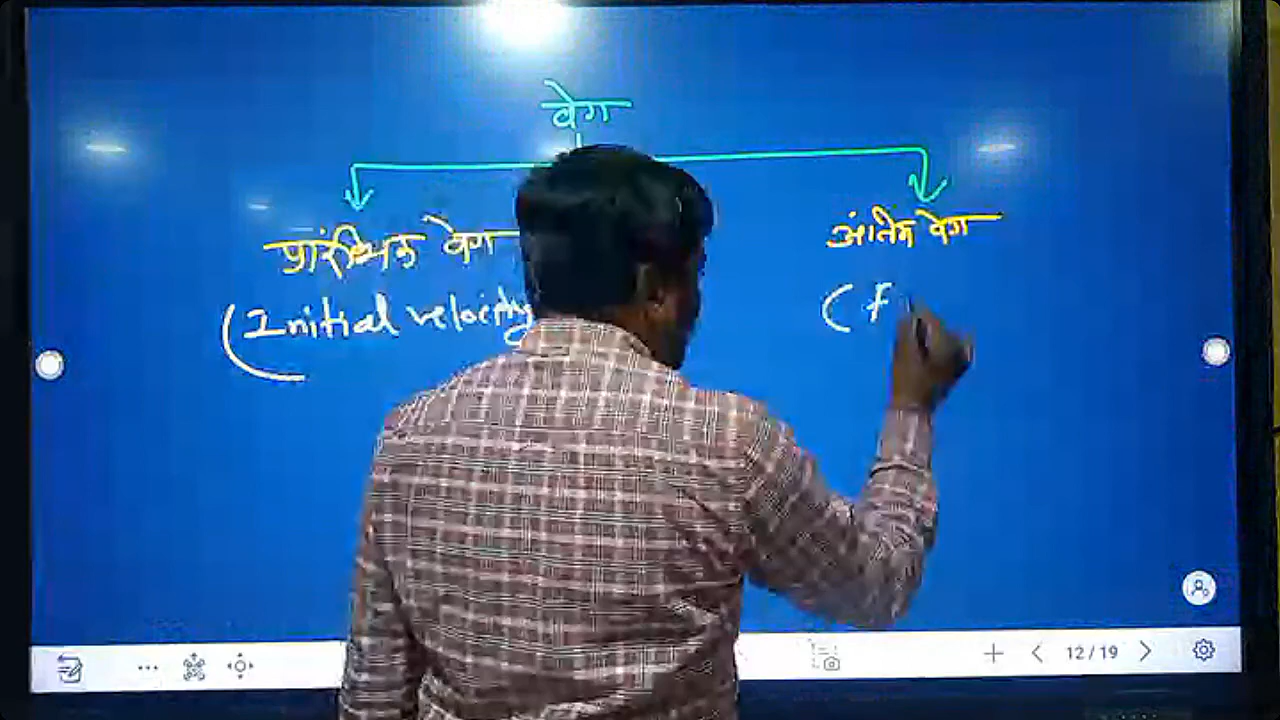 वेग
प्रारंम्भिक वेग
अंतिम वेग
(Initial velocity
(F
12/19